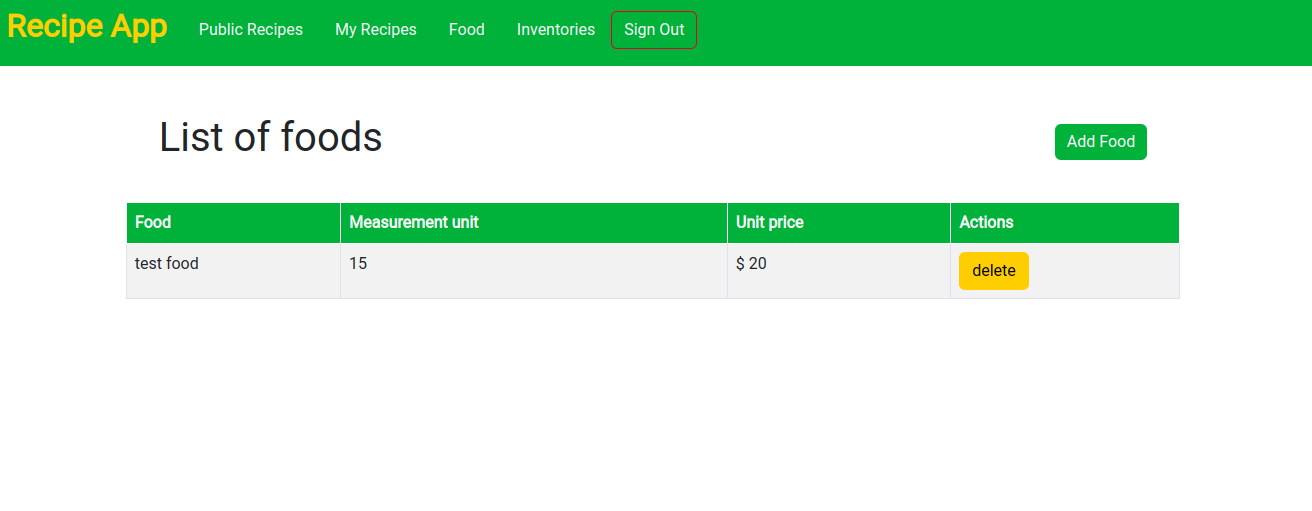 Recipe App Public Recipes My Recipes Food Inventories Sign Out
List of foods Add Food
Food Measurement unit Unit price Actions
test food 15 $ 20 delete